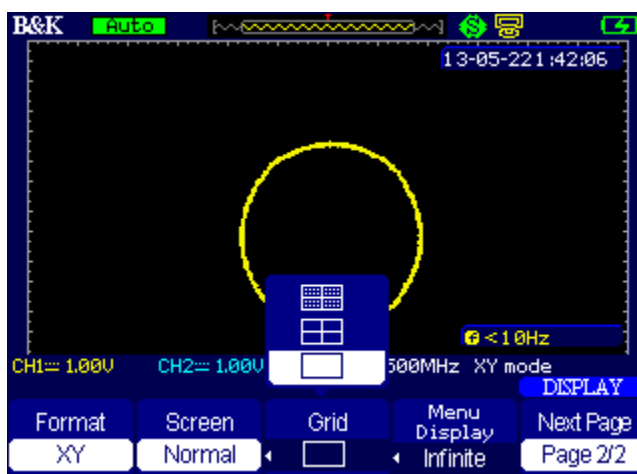 B&K Auto
13-05-22 1:42:06
f <10Hz
CH1 1.00V CH2 1.00V 500MHz XY mode
DISPLAY
Format Screen Grid Menu Display Next Page
XY Normal Infinite Page 2/2